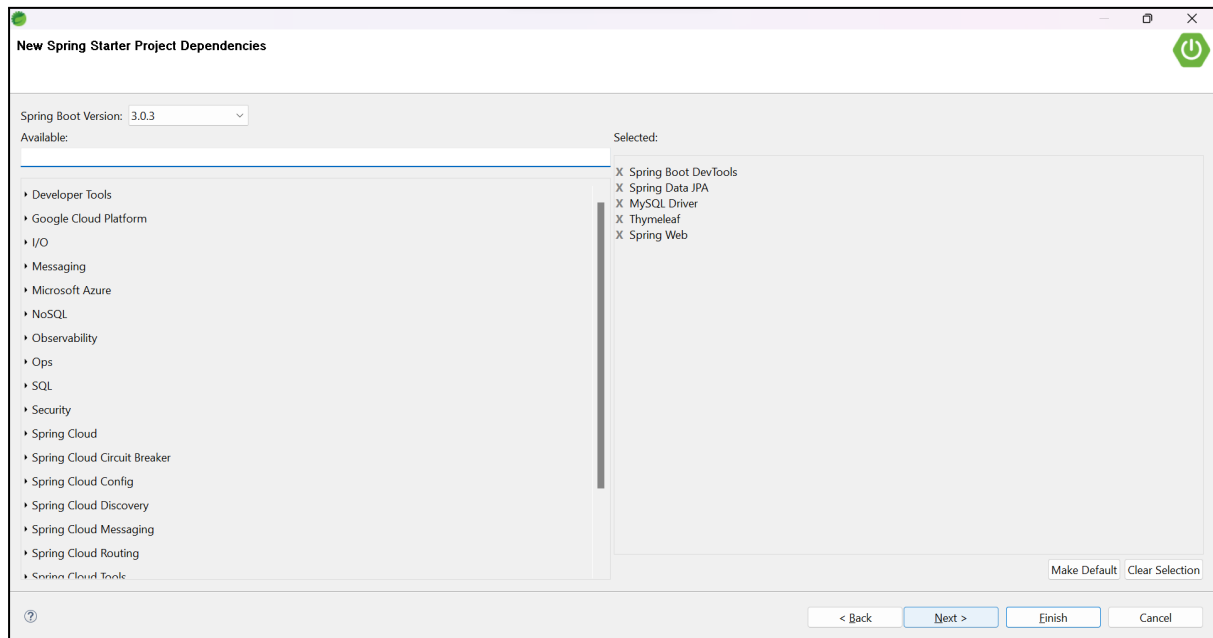 New Spring Starter Project Dependencies
Spring Boot Version: 3.0.3
Available:
Developer Tools
Google Cloud Platform
I/O
Messaging
Microsoft Azure
NoSQL
Observability
Ops
SQL
Security
Spring Cloud
Spring Cloud Circuit Breaker
Spring Cloud Config
Spring Cloud Discovery
Spring Cloud Messaging
Spring Cloud Routing
Spring Cloud Tools
Selected:
X Spring Boot DevTools
X Spring Data JPA
X MySQL Driver
X Thymeleaf
X Spring Web
Make Default Clear Selection
? < Back Next > Finish Cancel